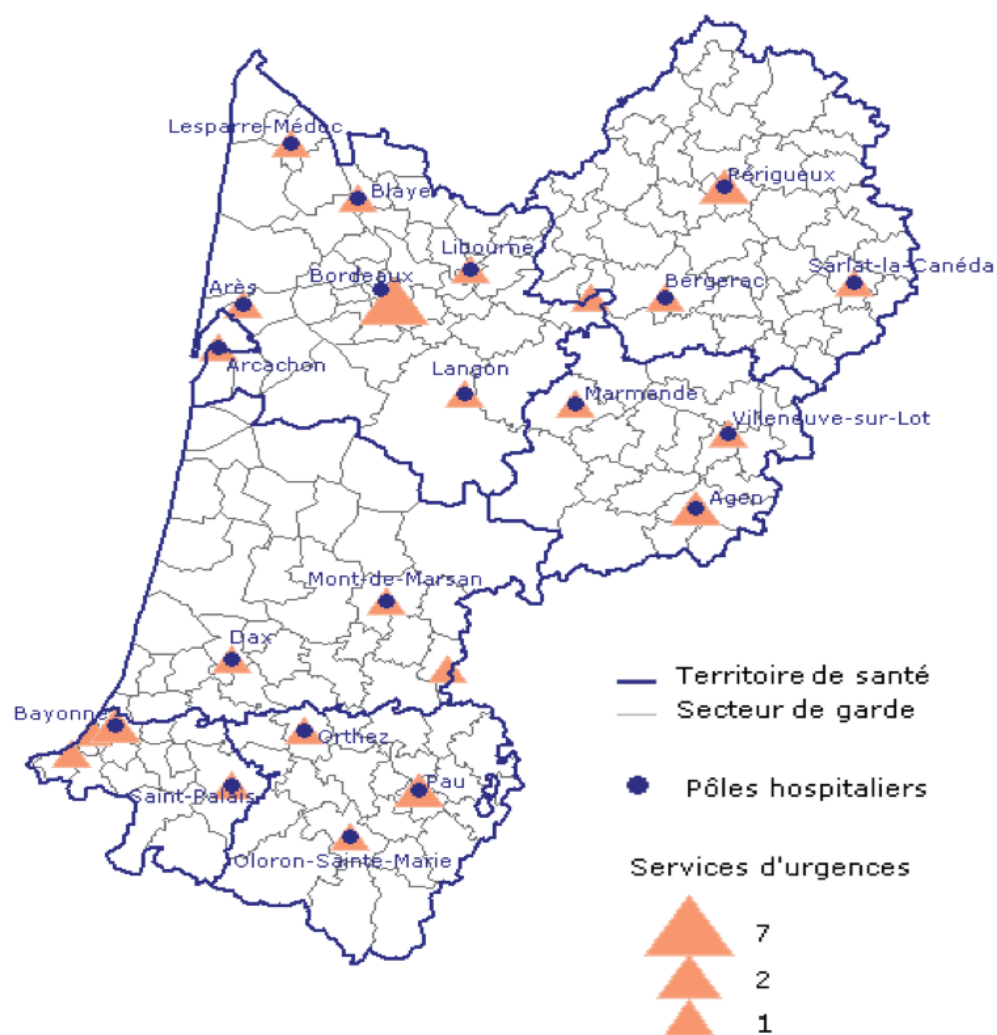 Lesparre-Médoc
Périgueux
Blaye
Libourne
Sarlat-la-Canéda
Bordeaux
Bergerac
Arès
Arcachon
Langon
Marmande
Villeneuve-sur-Lot
Agen
Mont-de-Marsan
Dax
Bayonne
Orthez
Pau
Saint-Palais
Oloron-Sainte-Marie
Territoire de santé
Secteur de garde
Pôles hospitaliers
Services d'urgences
7
2
1